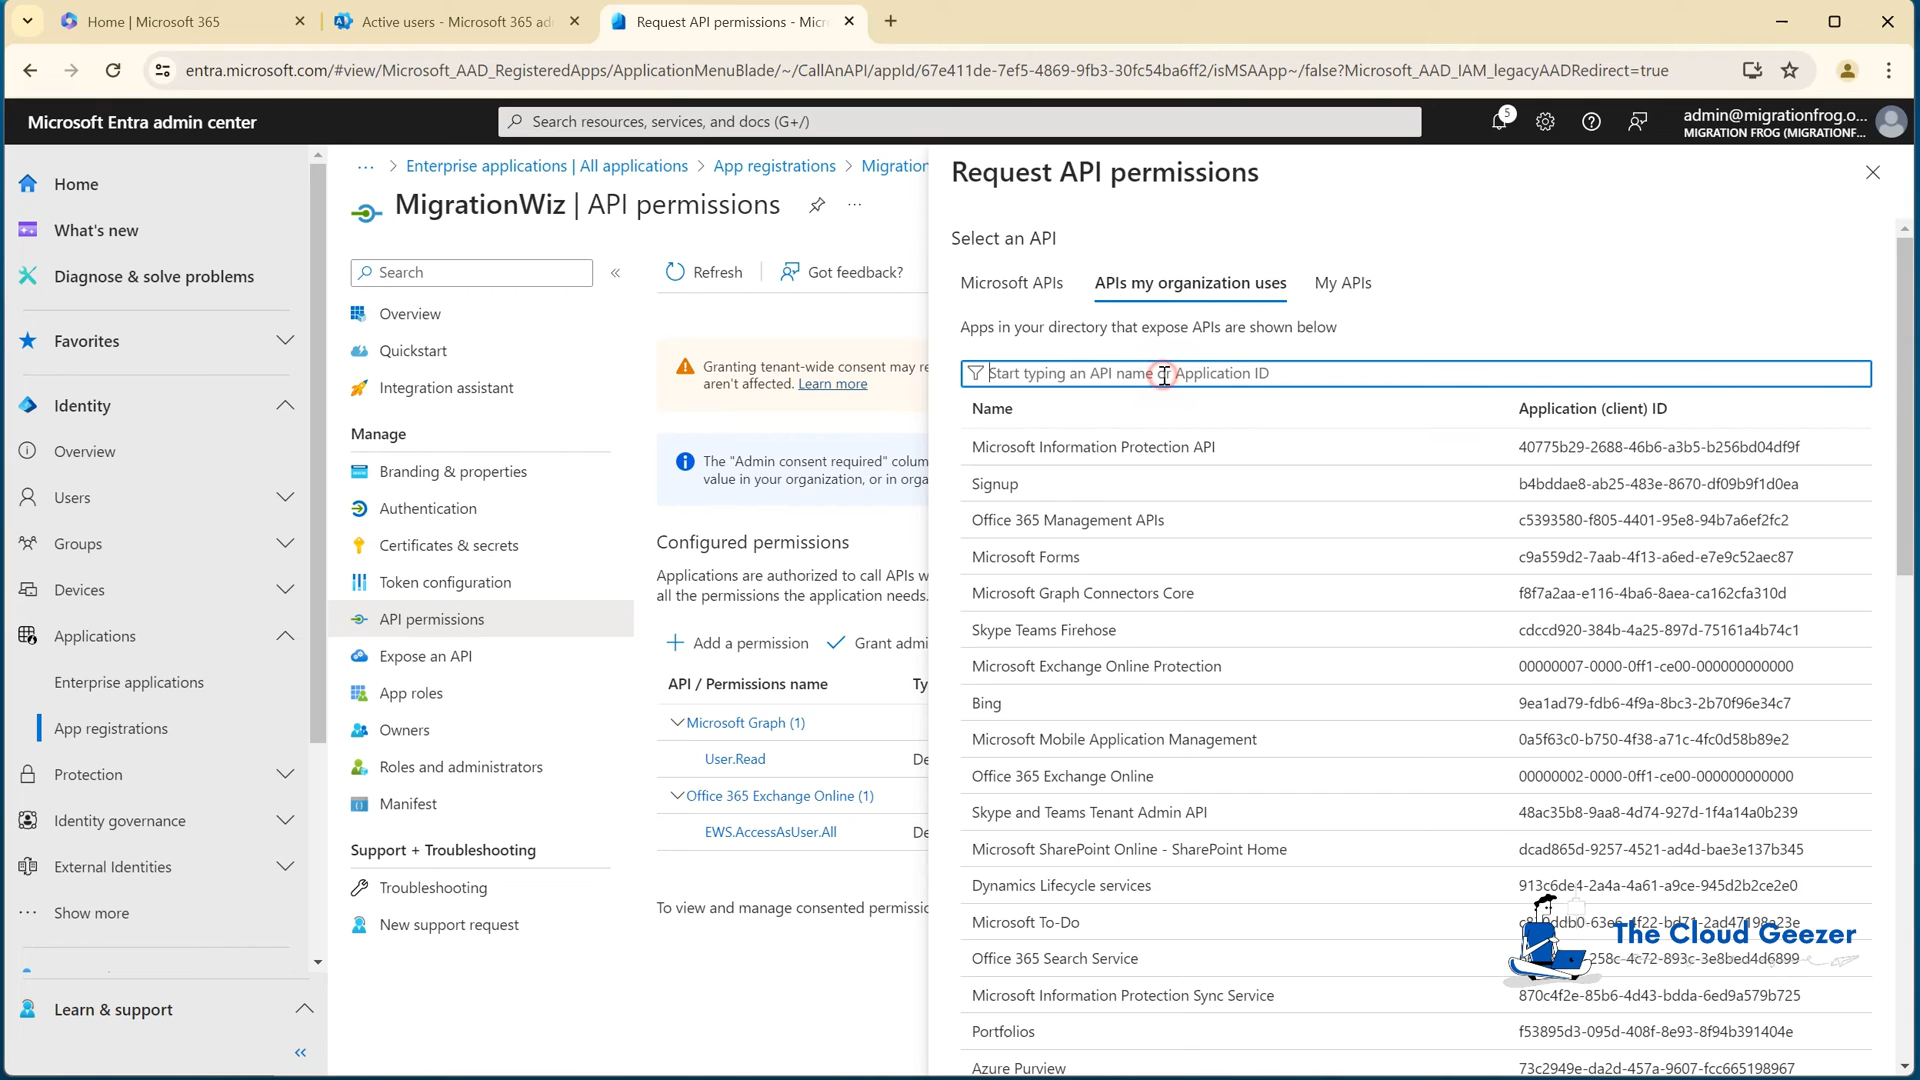 Home | Microsoft 365
Active users - Microsoft 365 adm
Request API permissions - Micr
entra.microsoft.com/#view/Microsoft_AAD_RegisteredApps/ApplicationMenuBlade/~/CallAnAPI/appId/67e411de-7ef5-4869-9fb3-30fc54ba6ff2/isMSAApp~/false?Microsoft_AAD_IAM_legacyAADRedirect=true
Microsoft Entra admin center
Search resources, services, and docs (G+/)
5
admin@migrationfrog.o...
MIGRATION FROG (MIGRATIONF...
Home
What's new
Diagnose & solve problems
Favorites
Identity
Overview
Users
Groups
Devices
Applications
Enterprise applications
App registrations
Protection
Identity governance
External Identities
Show more
Learn & support
... > Enterprise applications | All applications > App registrations > Migration
MigrationWiz | API permissions
Search
Overview
Quickstart
Integration assistant
Manage
Branding & properties
Authentication
Certificates & secrets
Token configuration
API permissions
Expose an API
App roles
Owners
Roles and administrators
Manifest
Support + Troubleshooting
Troubleshooting
New support request
Refresh
Got feedback?
Granting tenant-wide consent may re
aren't affected. Learn more
The "Admin consent required" colum
value in your organization, or in orga
Configured permissions
Applications are authorized to call APIs w
all the permissions the application needs.
Add a permission
Grant admi
API / Permissions name
Ty
Microsoft Graph (1)
User.Read
De
Office 365 Exchange Online (1)
EWS.AccessAsUser.All
De
To view and manage consented permissio
Request API permissions
Select an API
Microsoft APIs
APIs my organization uses
My APIs
Apps in your directory that expose APIs are shown below
Start typing an API name or Application ID
Name
Application (client) ID
Microsoft Information Protection API
40775b29-2688-46b6-a3b5-b256bd04df9f
Signup
b4bddae8-ab25-483e-8670-df09b9f1d0ea
Office 365 Management APIs
c5393580-f805-4401-95e8-94b7a6ef2fc2
Microsoft Forms
c9a559d2-7aab-4f13-a6ed-e7e9c52aec87
Microsoft Graph Connectors Core
f8f7a2aa-e116-4ba6-8aea-ca162cfa310d
Skype Teams Firehose
cdccd920-384b-4a25-897d-75161a4b74c1
Microsoft Exchange Online Protection
00000007-0000-0ff1-ce00-000000000000
Bing
9ea1ad79-fdb6-4f9a-8bc3-2b70f96e34c7
Microsoft Mobile Application Management
0a5f63c0-b750-4f38-a71c-4fc0d58b89e2
Office 365 Exchange Online
00000002-0000-0ff1-ce00-000000000000
Skype and Teams Tenant Admin API
48ac35b8-9aa8-4d74-927d-1f4a14a0b239
Microsoft SharePoint Online - SharePoint Home
dcad865d-9257-4521-ad4d-bae3e137b345
Dynamics Lifecycle services
913c6de4-2a4a-4a61-a9ce-945d2b2ce2e0
Microsoft To-Do
The Cloud Geezer
Office 365 Search Service
Microsoft Information Protection Sync Service
870c4f2e-85b6-4d43-bdda-6ed9a579b725
Portfolios
f53895d3-095d-408f-8e93-8f94b391404e
Azure Purview
73c2949e-da2d-457a-9607-fcc665198967